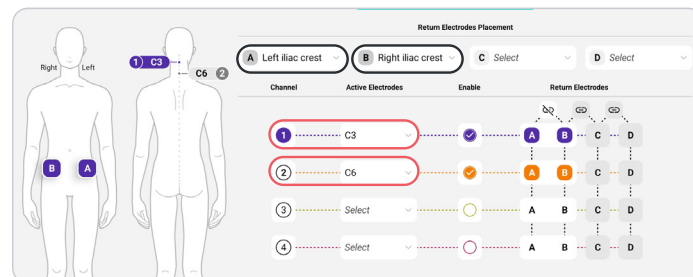 Return Electrodes Placement
A Left iliac crest
B Right iliac crest
C Select
D Select
Right
Left
1) C3
C6 2
B
A
Channel Active Electrodes Enable Return Electrodes
1 C3 A B C D
2 C6 A B C D
3 Select A B C D
4 Select A B C D